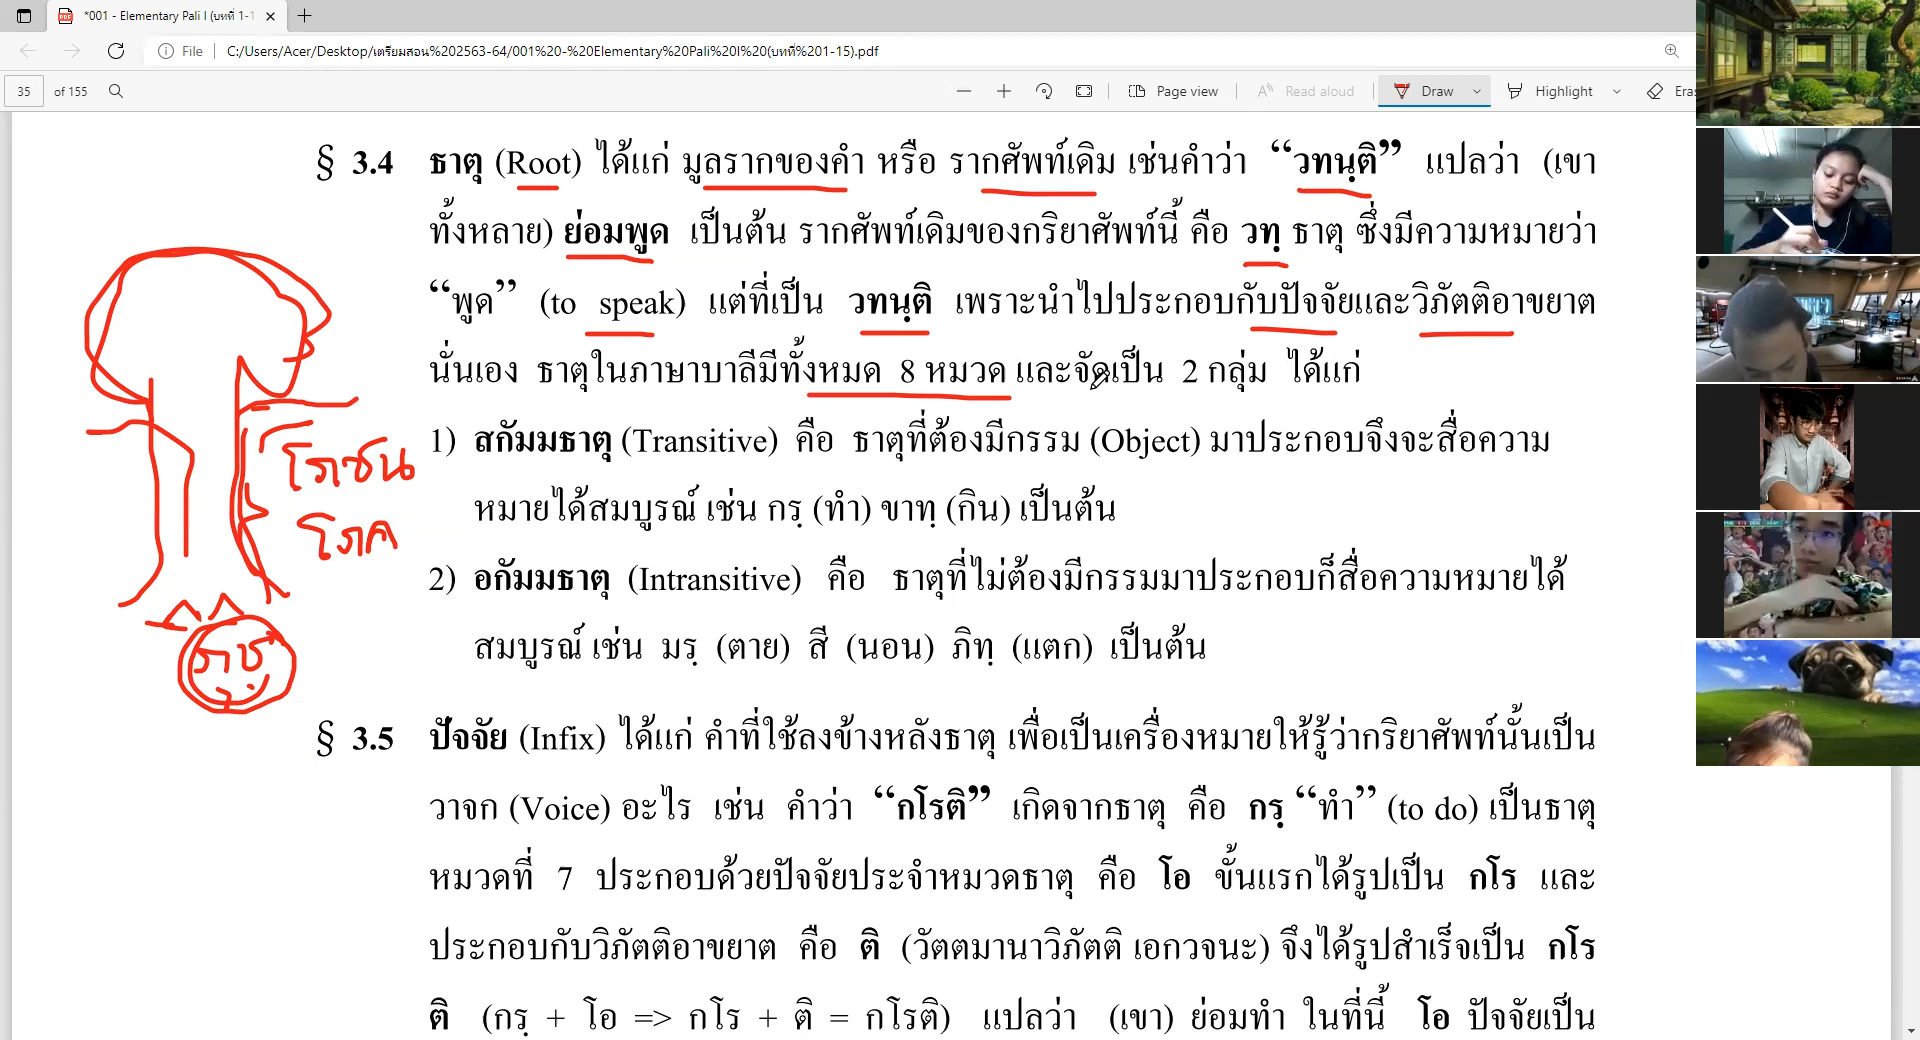 *001 - Elementary Pali I (บทที่ 1-1
File
C:/Users/Acer/Desktop/เตรียมสอน%202563-64/001%20-%20Elementary%20Pali%20I%20(บทที่%201-15).pdf
35 of 155
Page view
Read aloud
Draw
Highlight
Eras
§ 3.4 ธาตุ (Root) ได้แก่ มูลรากของคำ หรือ รากศัพท์เดิม เช่นคำว่า “วทนฺติ” แปลว่า (เขา
ทั้งหลาย) ย่อมพูด เป็นต้น รากศัพท์เดิมของกริยาศัพท์นี้ คือ วทฺ ธาตุ ซึ่งมีความหมายว่า
“พูด” (to speak) แต่ที่เป็น วทนฺติ เพราะนำไปประกอบกับปัจจัยและวิภัตติอาขยาต
นั่นเอง ธาตุในภาษาบาลีมีทั้งหมด 8 หมวด และจัดเป็น 2 กลุ่ม ได้แก่
1) สกัมมธาตุ (Transitive) คือ ธาตุที่ต้องมีกรรม (Object) มาประกอบจึงจะสื่อความ
หมายได้สมบูรณ์ เช่น กรฺ (ทำ) ขาทฺ (กิน) เป็นต้น
2) อกัมมธาตุ (Intransitive) คือ ธาตุที่ไม่ต้องมีกรรมมาประกอบก็สื่อความหมายได้
สมบูรณ์ เช่น มรฺ (ตาย) สี (นอน) ภิทฺ (แตก) เป็นต้น
§ 3.5 ปัจจัย (Infix) ได้แก่ คำที่ใช้ลงข้างหลังธาตุ เพื่อเป็นเครื่องหมายให้รู้ว่ากริยาศัพท์นั้นเป็น
วาจก (Voice) อะไร เช่น คำว่า “กโรติ” เกิดจากธาตุ คือ กรฺ “ทำ” (to do) เป็นธาตุ
หมวดที่ 7 ประกอบด้วยปัจจัยประจำหมวดธาตุ คือ โอ ขั้นแรกได้รูปเป็น กโร และ
ประกอบกับวิภัตติอาขยาต คือ ติ (วัตตมานาวิภัตติ เอกวจนะ) จึงได้รูปสำเร็จเป็น กโร
ติ (กรฺ + โอ => กโร + ติ = กโรติ) แปลว่า (เขา) ย่อมทำ ในที่นี้ โอ ปัจจัยเป็น
โภชน
โภค